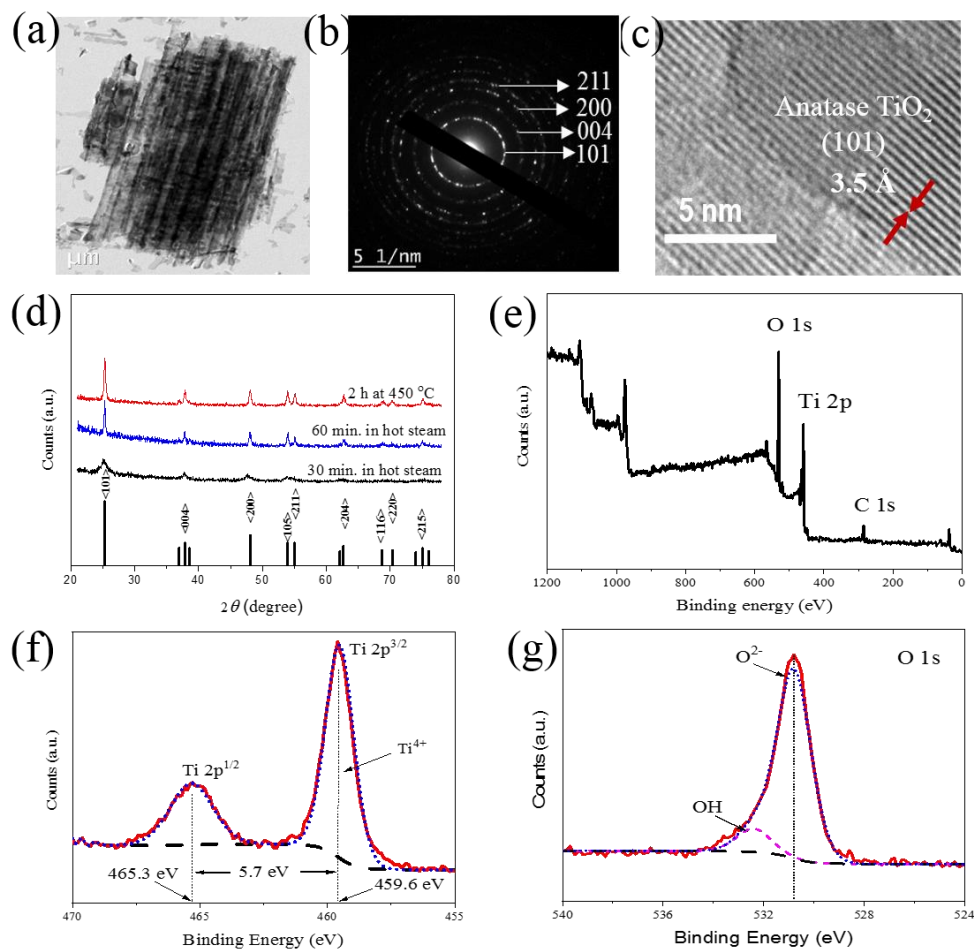 (a)
µm
(b)
211
200
004
101
5 1/nm
(c)
Anatase TiO₂
(101)
3.5 Å
5 nm
(d)
Counts (a.u.)
2 h at 450 °C
60 min. in hot steam
30 min. in hot steam
<101>
<004>
<200>
<105>
<211>
<204>
<116>
<220>
<215>
20 30 40 50 60 70 80
2θ (degree)
(e)
Counts (a.u.)
O 1s
Ti 2p
C 1s
1200 1000 800 600 400 200 0
Binding energy (eV)
(f)
Counts (a.u.)
Ti 2p³/²
Ti⁴⁺
Ti 2p¹/²
5.7 eV
465.3 eV
459.6 eV
470 465 460 455
Binding Energy (eV)
(g)
Counts (a.u.)
O 1s
O²⁻
OH
540 536 532 528 524
Binding Energy (eV)